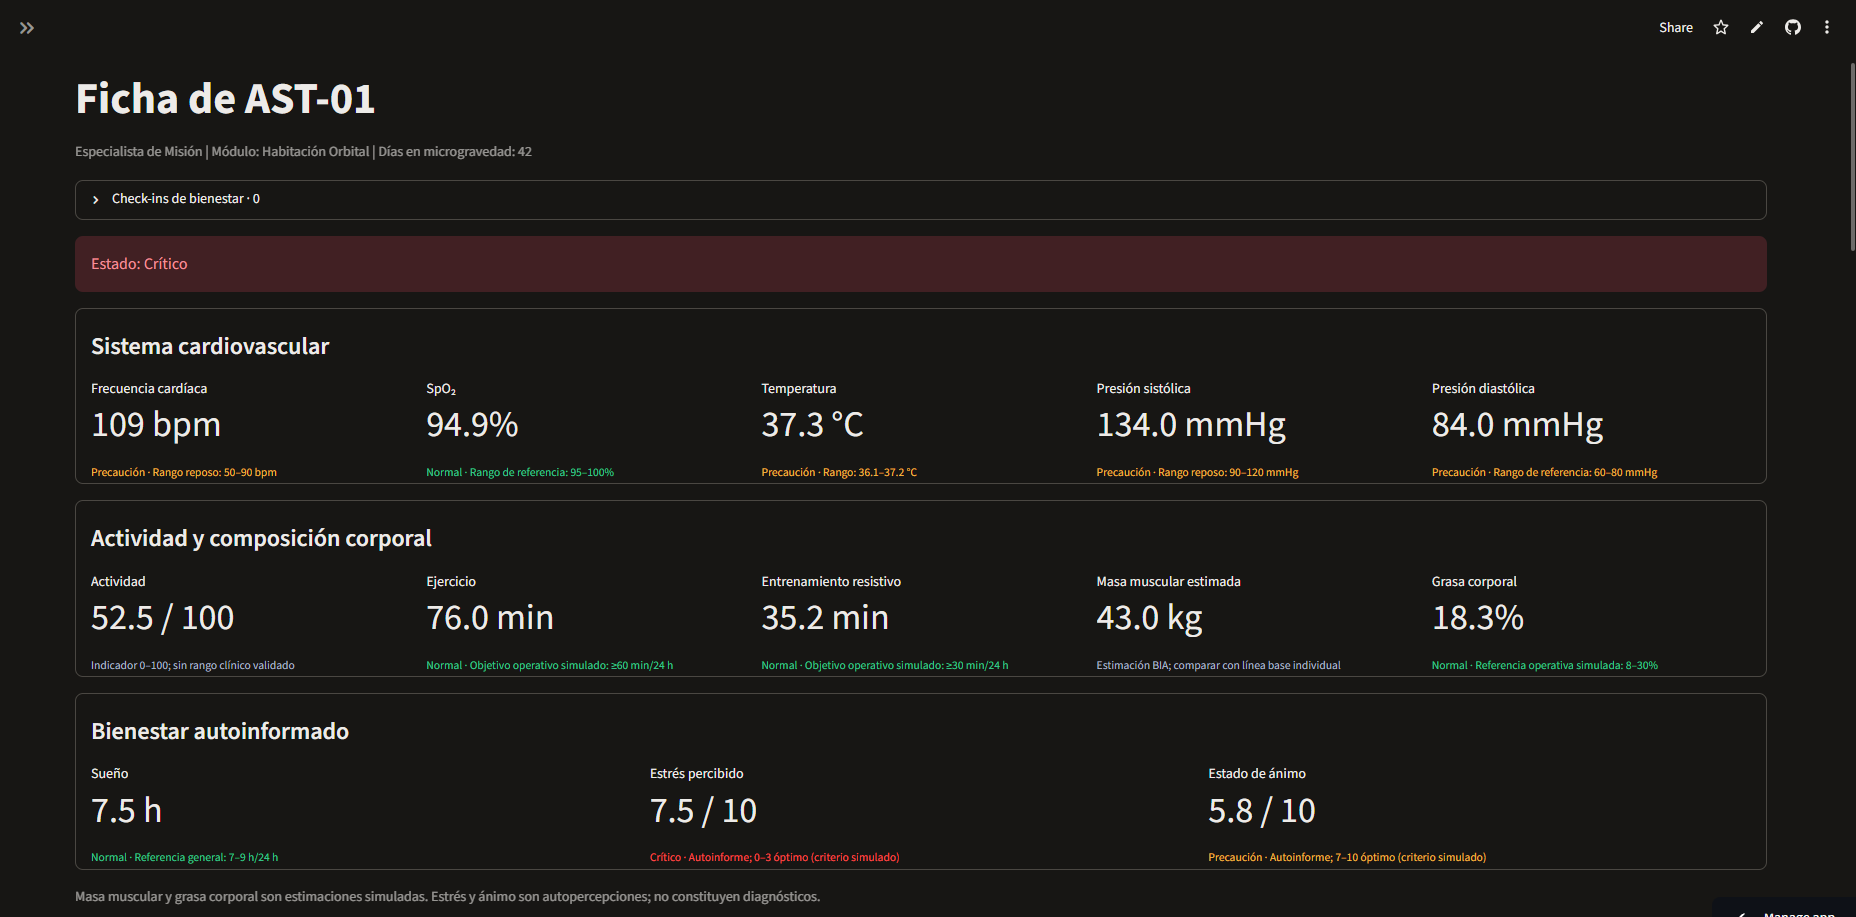 Share
Ficha de AST-01
Especialista de Misión | Módulo: Habitación Orbital | Días en microgravedad: 42
Check-ins de bienestar · 0
Estado: Crítico
Sistema cardiovascular
Frecuencia cardíaca
109 bpm
Precaución · Rango reposo: 50–90 bpm
SpO₂
94.9%
Normal · Rango de referencia: 95–100%
Temperatura
37.3 °C
Precaución · Rango: 36.1–37.2 °C
Presión sistólica
134.0 mmHg
Precaución · Rango reposo: 90–120 mmHg
Presión diastólica
84.0 mmHg
Precaución · Rango de referencia: 60–80 mmHg
Actividad y composición corporal
Actividad
52.5 / 100
Indicador 0–100; sin rango clínico validado
Ejercicio
76.0 min
Normal · Objetivo operativo simulado: ≥60 min/24 h
Entrenamiento resistivo
35.2 min
Normal · Objetivo operativo simulado: ≥30 min/24 h
Masa muscular estimada
43.0 kg
Estimación BIA; comparar con línea base individual
Grasa corporal
18.3%
Normal · Referencia operativa simulada: 8–30%
Bienestar autoinformado
Sueño
7.5 h
Normal · Referencia general: 7–9 h/24 h
Estrés percibido
7.5 / 10
Crítico · Autoinforme; 0–3 óptimo (criterio simulado)
Estado de ánimo
5.8 / 10
Precaución · Autoinforme; 7–10 óptimo (criterio simulado)
Masa muscular y grasa corporal son estimaciones simuladas. Estrés y ánimo son autopercepciones; no constituyen diagnósticos.
Manage app